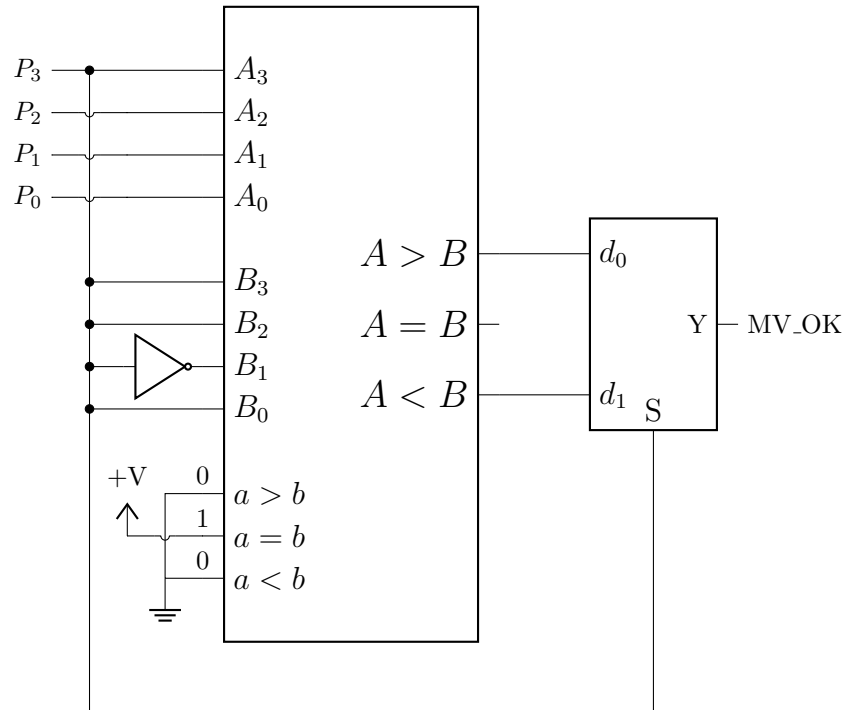 P₃ A₃
P₂ A₂
P₁ A₁
P₀ A₀
A > B d₀
B₃
B₂ A = B Y MV_OK
B₁
A < B d₁
B₀ S
+V 0 a > b
1 a = b
0 a < b